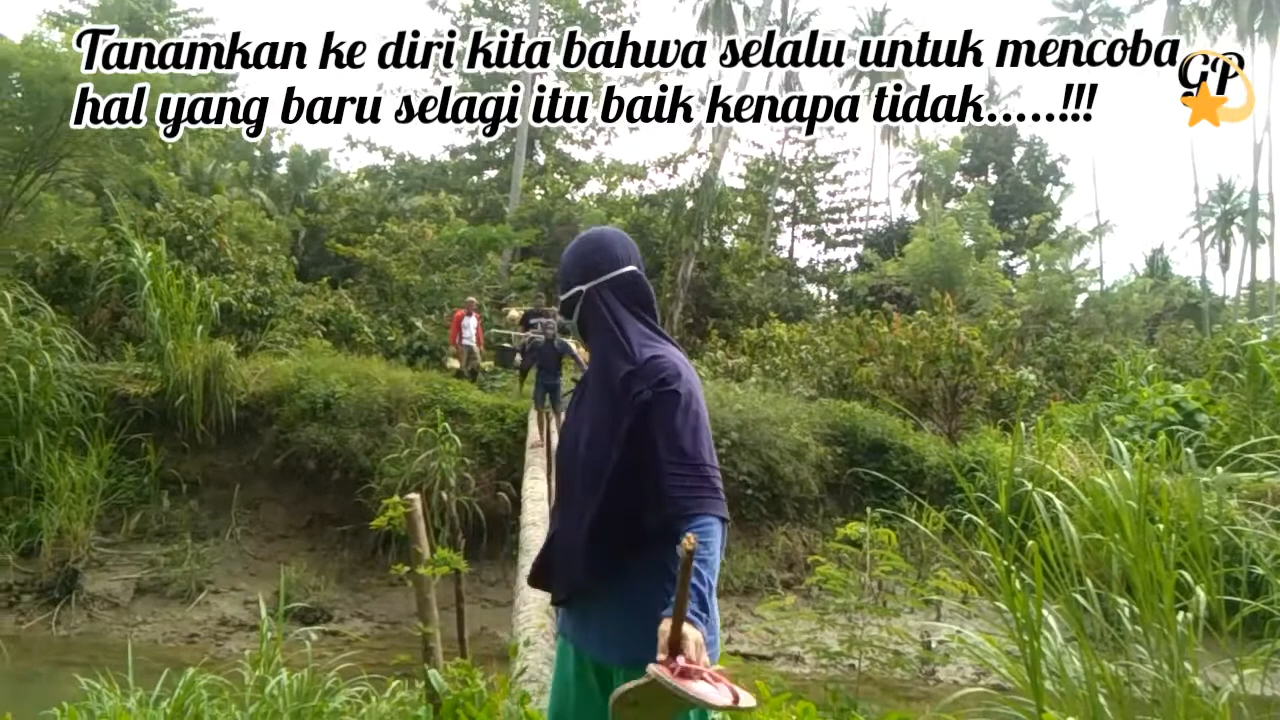 Tanamkan ke diri kita bahwa selalu untuk mencoba
hal yang baru selagi itu baik kenapa tidak.....!!!
GP